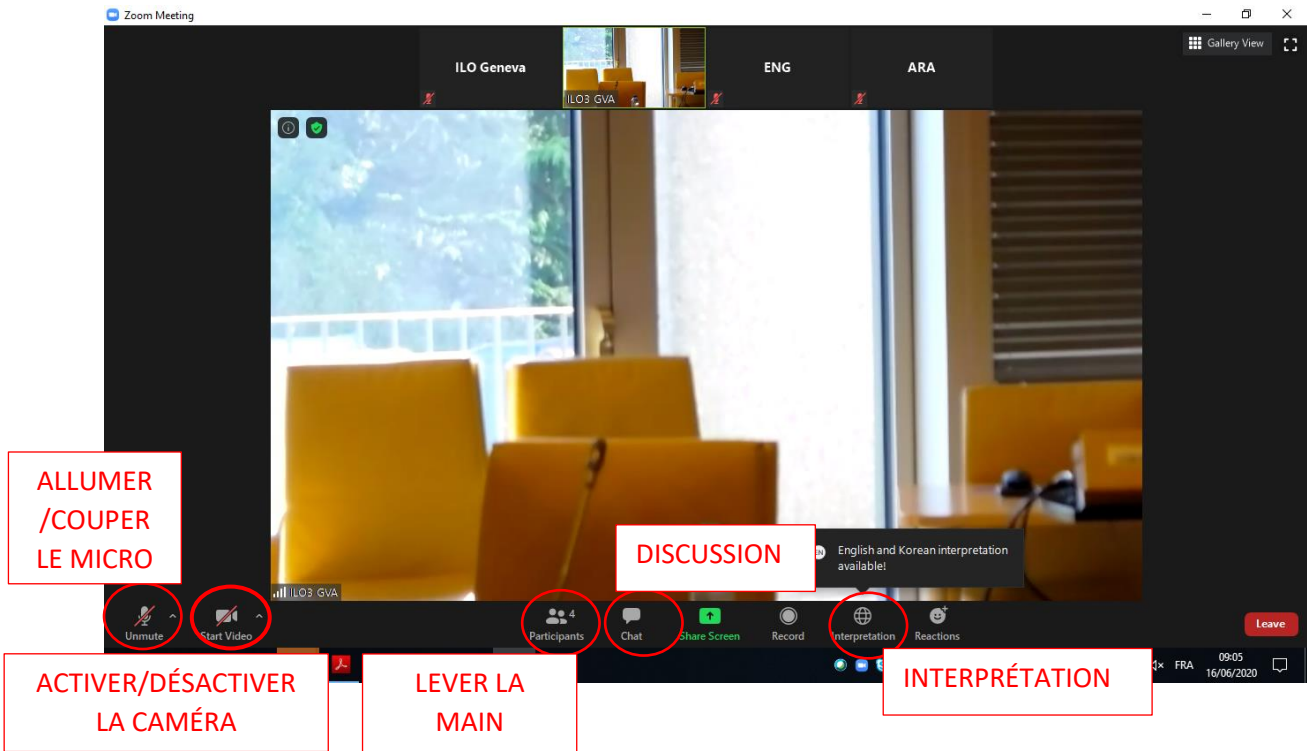 Zoom Meeting
Gallery View
ILO Geneva
ILO3 GVA
ENG
ARA
ALLUMER
/COUPER
LE MICRO
DISCUSSION
EN
English and Korean interpretation
available!
ILO3 GVA
4
Unmute
Start Video
Participants
Chat
Share Screen
Record
Interpretation
Reactions
Leave
ACTIVER/DÉSACTIVER
LA CAMÉRA
LEVER LA
MAIN
INTERPRÉTATION
FRA
09:05
16/06/2020